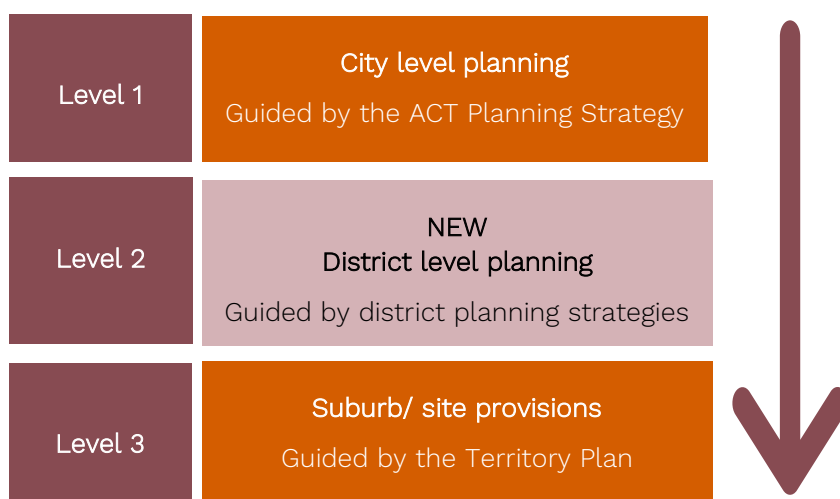 Level 1
City level planning
Guided by the ACT Planning Strategy
Level 2
NEW
District level planning
Guided by district planning strategies
Level 3
Suburb/ site provisions
Guided by the Territory Plan